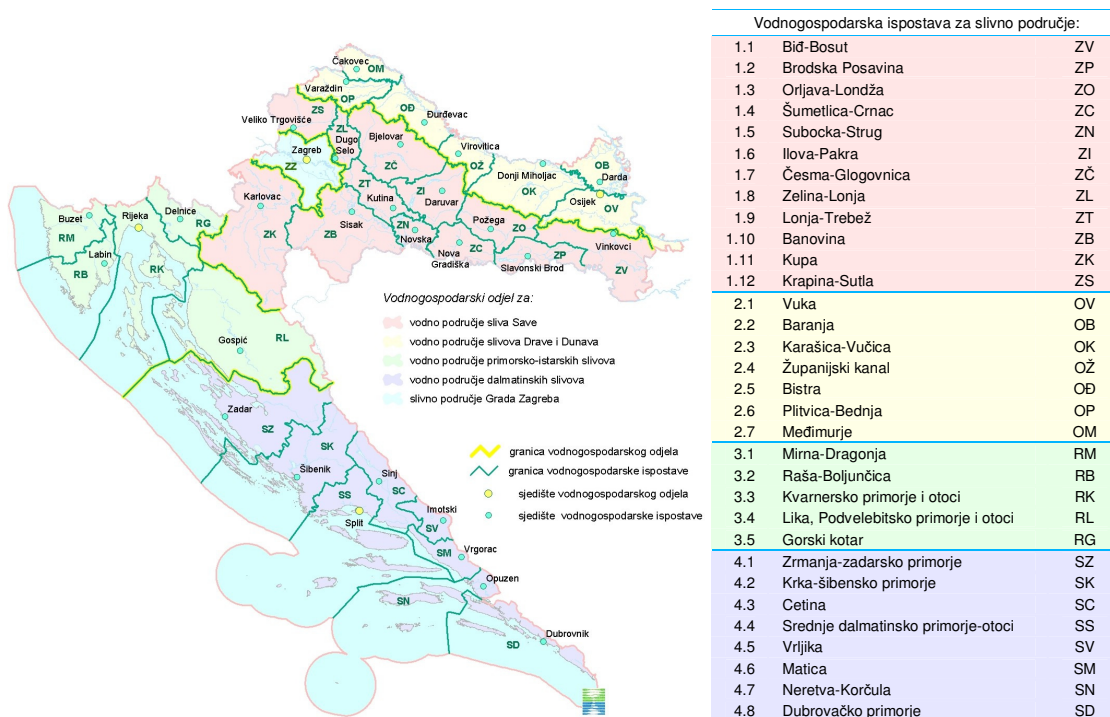 Čakovec
OM
Varaždin
OP
ZS
OĐ
Đurđevac
Veliko Trgovišće
ZL
Bjelovar
Dugo
Selo
Virovitica
Zagreb
ZZ
ZČ
OŽ
Donji Miholjac
OB
Darda
OK
ZT
ZI
Osijek
OV
Karlovac
Kutina
Daruvar
Buzet
Rijeka
Delnice
RG
Sisak
ZN
Požega
ZO
RM
ZK
ZB
Novska
ZC
Vinkovci
Labin
RK
Nova
Gradiška
ZP
Slavonski Brod
ZV
RB
Gospić
RL
Vodnogospodarski odjel za:
vodno područje sliva Save
vodno područje slivova Drave i Dunava
vodno područje primorsko-istarskih slivova
vodno područje dalmatinskih slivova
slivno područje Grada Zagreba
Zadar
SZ
SK
granica vodnogospodarskog odjela
granica vodnogospodarske ispostave
sjedište vodnogospodarskog odjela
sjedište vodnogospodarske ispostave
Šibenik
Sinj
SS
SC
Split
Imotski
SV
SM
Vrgorac
Opuzen
SN
SD
Dubrovnik
Vodnogospodarska ispostava za slivno područje:
1.1 Biđ-Bosut ZV
1.2 Brodska Posavina ZP
1.3 Orljava-Londža ZO
1.4 Šumetlica-Crnac ZC
1.5 Subocka-Strug ZN
1.6 Ilova-Pakra ZI
1.7 Česma-Glogovnica ZČ
1.8 Zelina-Lonja ZL
1.9 Lonja-Trebež ZT
1.10 Banovina ZB
1.11 Kupa ZK
1.12 Krapina-Sutla ZS
2.1 Vuka OV
2.2 Baranja OB
2.3 Karašica-Vučica OK
2.4 Županijski kanal OŽ
2.5 Bistra OĐ
2.6 Plitvica-Bednja OP
2.7 Međimurje OM
3.1 Mirna-Dragonja RM
3.2 Raša-Boljunčica RB
3.3 Kvarnersko primorje i otoci RK
3.4 Lika, Podvelebitsko primorje i otoci RL
3.5 Gorski kotar RG
4.1 Zrmanja-zadarsko primorje SZ
4.2 Krka-šibensko primorje SK
4.3 Cetina SC
4.4 Srednje dalmatinsko primorje-otoci SS
4.5 Vrljika SV
4.6 Matica SM
4.7 Neretva-Korčula SN
4.8 Dubrovačko primorje SD